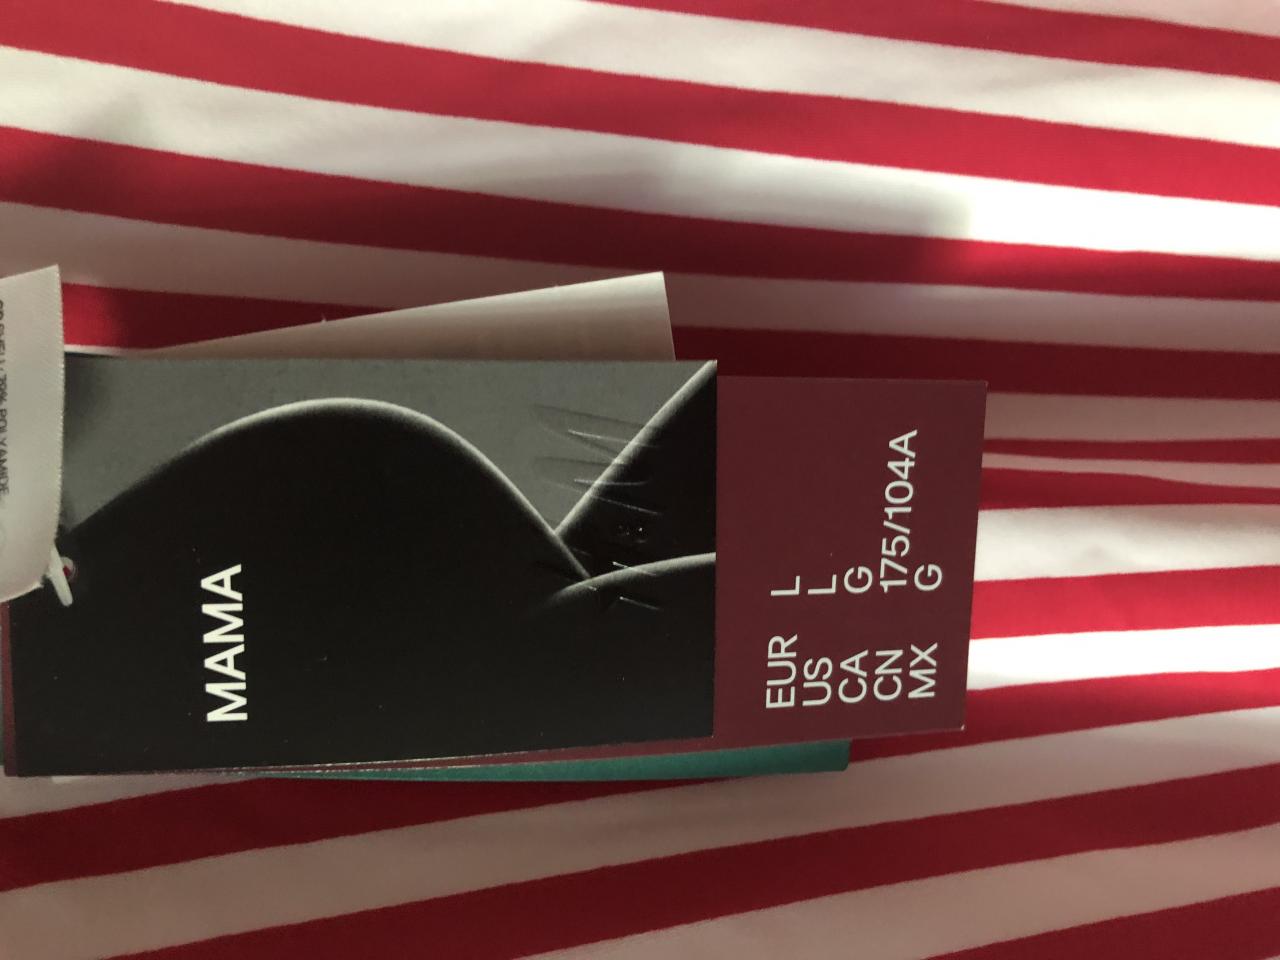 MAMA
EUR L
US L
CA G
CN 175/104A
MX G